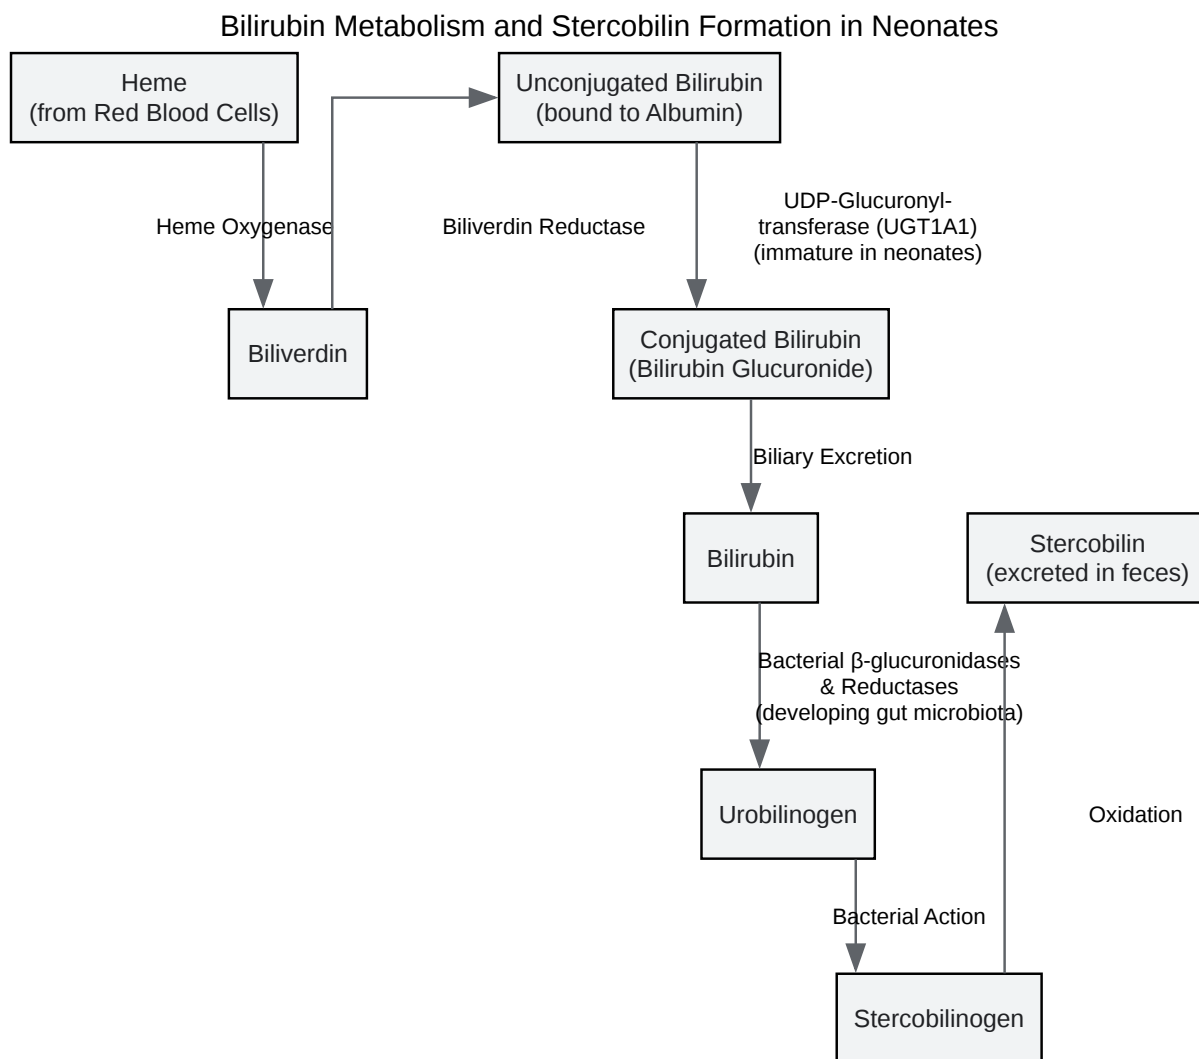 Bilirubin Metabolism and Stercobilin Formation in Neonates
Heme
(from Red Blood Cells)
Unconjugated Bilirubin
(bound to Albumin)
Heme Oxygenase
Biliverdin Reductase
UDP-Glucuronyl-
transferase (UGT1A1)
(immature in neonates)
Biliverdin
Conjugated Bilirubin
(Bilirubin Glucuronide)
Biliary Excretion
Bilirubin
Stercobilin
(excreted in feces)
Bacterial β-glucuronidases
& Reductases
(developing gut microbiota)
Urobilinogen
Oxidation
Bacterial Action
Stercobilinogen